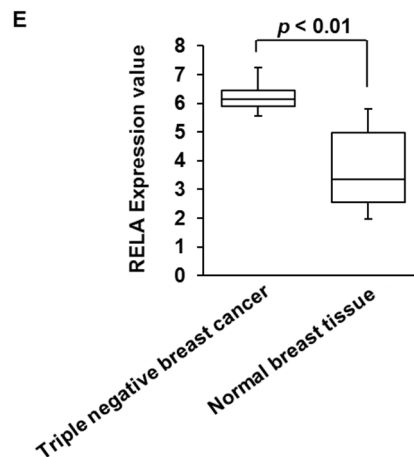 E
p < 0.01
8
7
6
5
4
3
2
1
0
RELA Expression value
Triple negative breast cancer
Normal breast tissue